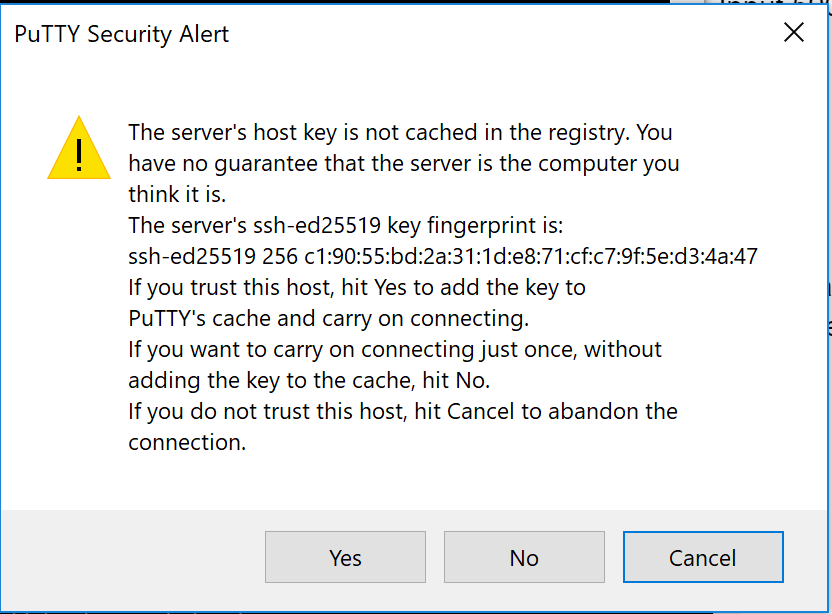 PuTTY Security Alert
The server's host key is not cached in the registry. You
have no guarantee that the server is the computer you
think it is.
The server's ssh-ed25519 key fingerprint is:
ssh-ed25519 256 c1:90:55:bd:2a:31:1d:e8:71:cf:c7:9f:5e:d3:4a:47
If you trust this host, hit Yes to add the key to
PuTTY's cache and carry on connecting.
If you want to carry on connecting just once, without
adding the key to the cache, hit No.
If you do not trust this host, hit Cancel to abandon the
connection.
Yes
No
Cancel